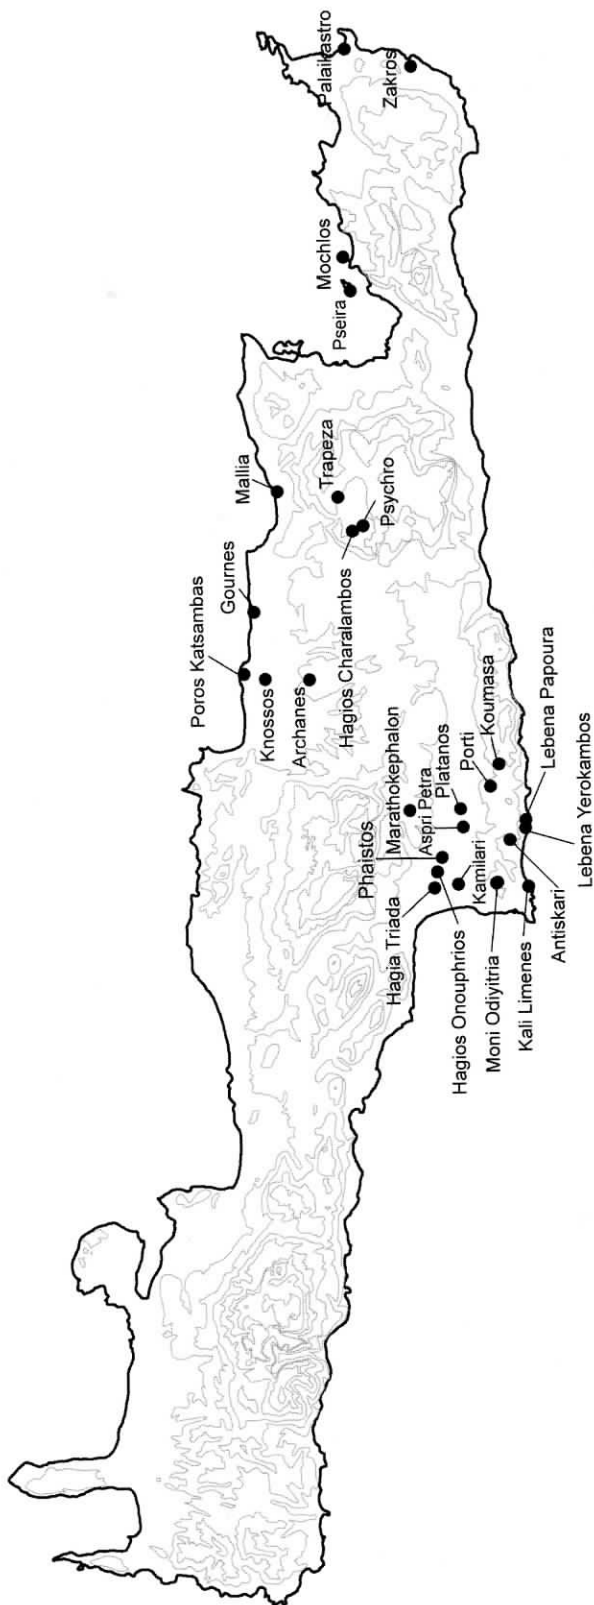 Palaikastro
Zakros
Mochlos
Pseira
Mallia
Trapeza
Psychro
Hagios Charalambos
Gournes
Poros Katsambas
Knossos
Archanes
Koumasa
Porti
Platanos
Aspri Petra
Marathokephalon
Phaistos
Hagia Triada
Hagios Onouphrios
Kamilari
Moni Odiyitria
Kali Limenes
Antiskari
Lebena Yerokambos
Lebena Papoura